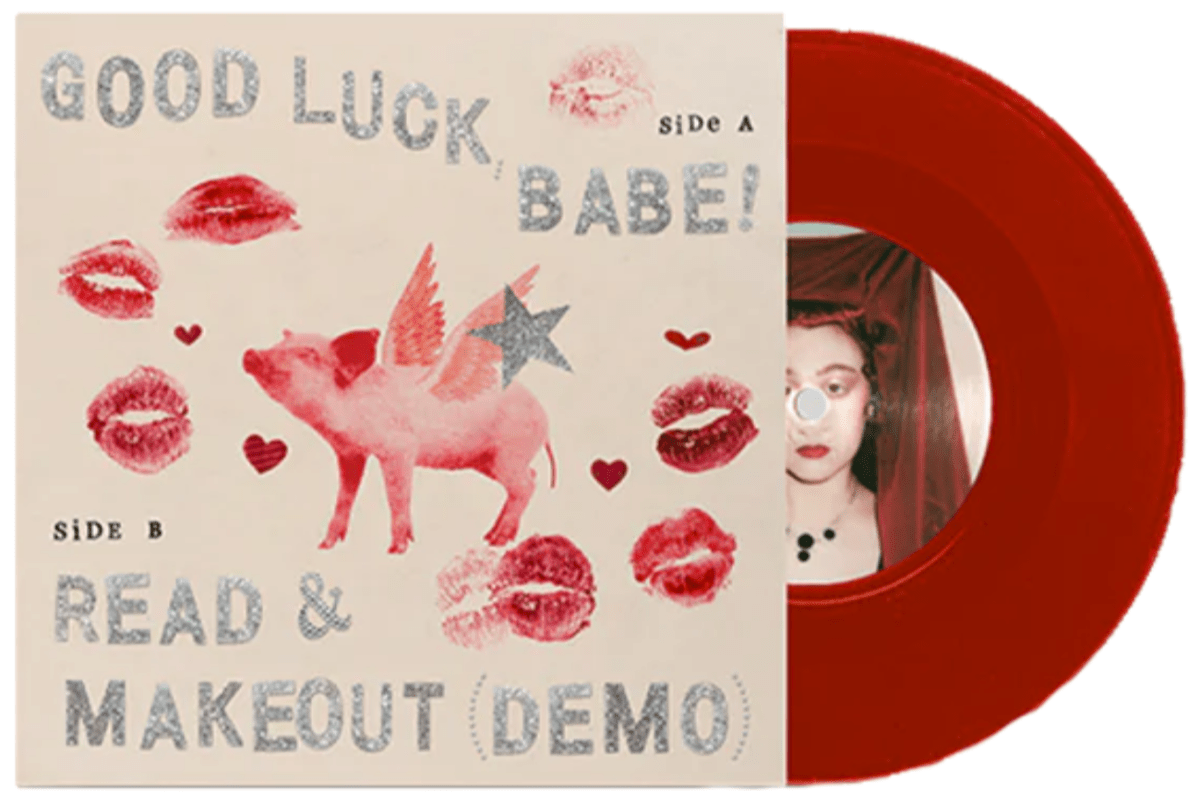 GOOD LUCK,
SiDe A
BABE!
SiDE B
READ &
MAKEOUT (DEMO)